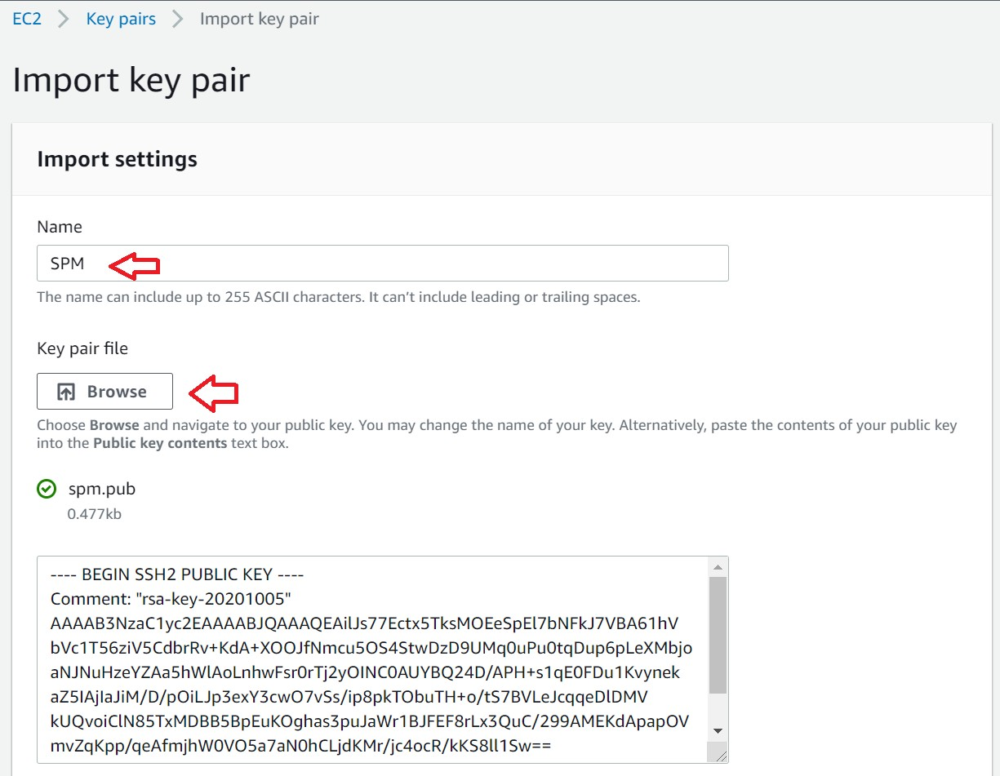 EC2 > Key pairs > Import key pair
Import key pair
Import settings
Name
SPM
The name can include up to 255 ASCII characters. It can’t include leading or trailing spaces.
Key pair file
Browse
Choose Browse and navigate to your public key. You may change the name of your key. Alternatively, paste the contents of your public key
into the Public key contents text box.
spm.pub
0.477kb
---- BEGIN SSH2 PUBLIC KEY ----
Comment: "rsa-key-20201005"
AAAAB3NzaC1yc2EAAAABJQAAAQEAilJs77Ectx5TksMOEeSpEl7bNFkJ7VBA61hV
bVc1T56ziV5CdbrRv+KdA+XOOJfNmcu5OS4StwDzD9UMq0uPu0tqDup6pLeXMbjo
aNJNuHzeYZAa5hWlAoLnhwFsr0rTj2yOINC0AUYBQ24D/APH+s1qE0FDu1Kvynek
aZ5IAjIaJiM/D/pOiLJp3exY3cwO7vSs/ip8pkTObuTH+o/tS7BVLeJcqqeDlDMV
kUQvoiClN85TxMDBB5BpEuKOghas3puJaWr1BJFEF8rLx3QuC/299AMEKdApapOV
mvZqKpp/qeAfmjhW0VO5a7aN0hCLjdKMr/jc4ocR/kKS8ll1Sw==